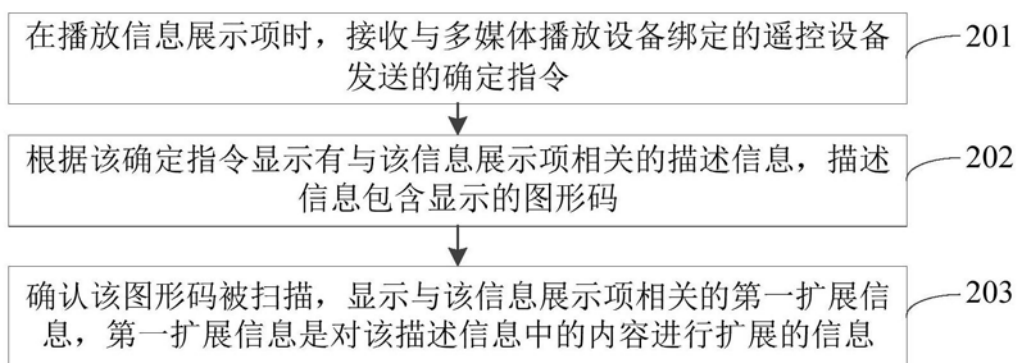 在播放信息展示项时，接收与多媒体播放设备绑定的遥控设备
发送的确定指令
201
根据该确定指令显示有与该信息展示项相关的描述信息，描述
信息包含显示的图形码
202
确认该图形码被扫描，显示与该信息展示项相关的第一扩展信
息，第一扩展信息是对该描述信息中的内容进行扩展的信息
203